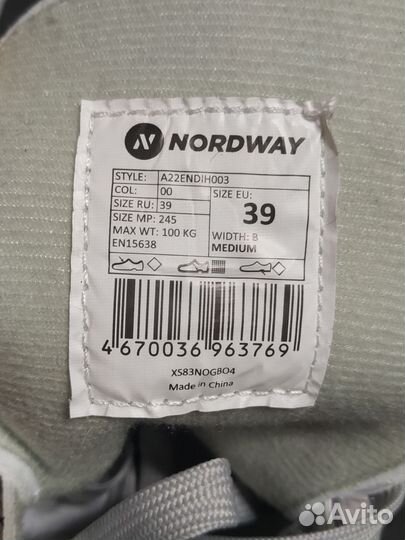 NORDWAY
STYLE: A22ENDIH003
COL: 00
SIZE RU: 39
SIZE MP: 245
MAX WT: 100 KG
EN15638
SIZE EU:
39
WIDTH: B
MEDIUM
4 670036 963769
XS83NOGBO4
Made in China
Avito